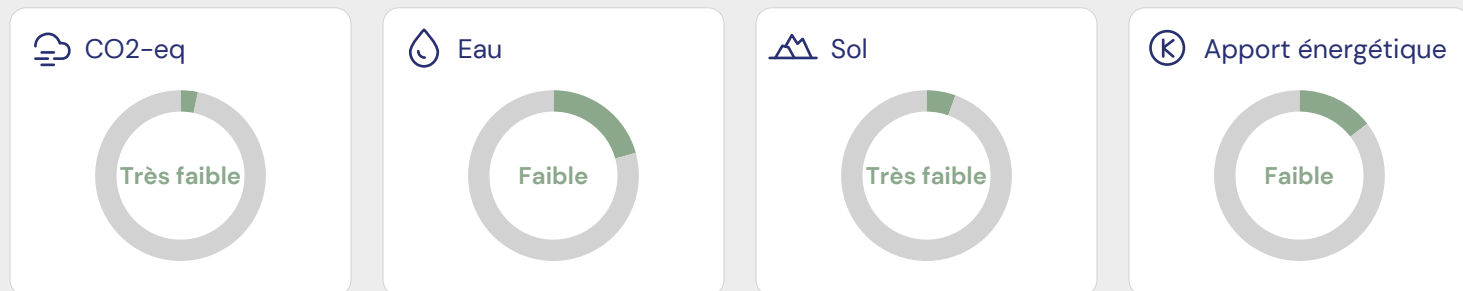 CO2-eq
Très faible
Eau
Faible
Sol
Très faible
Apport énergétique
Faible